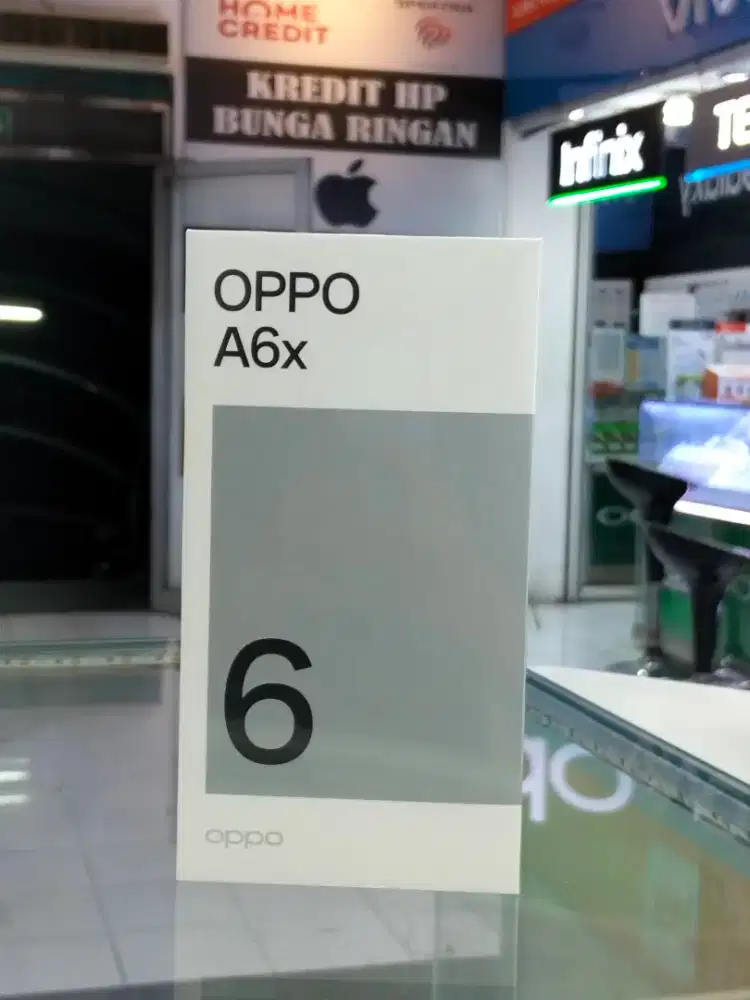 HOME
CREDIT
KREDIT HP
BUNGA RINGAN
Infinix
OPPO
A6x
6
oppo